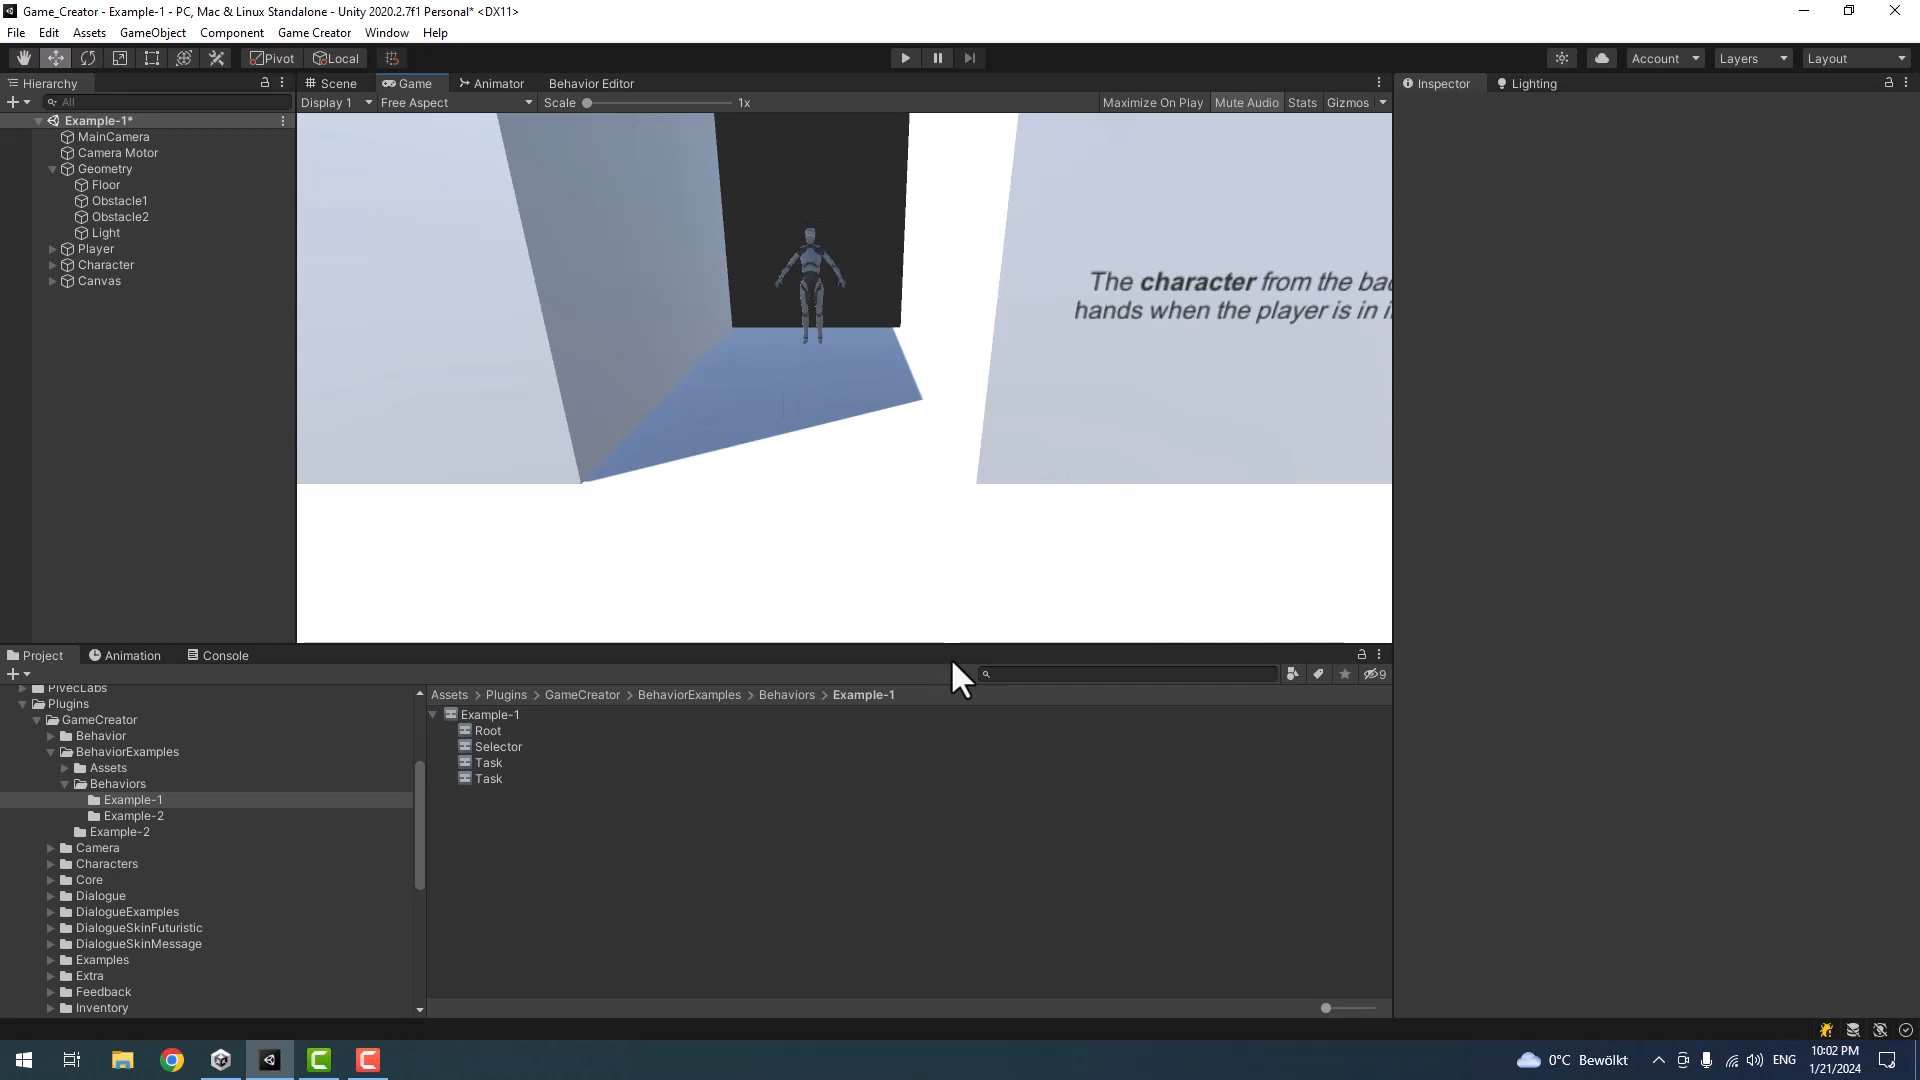 Game_Creator - Example-1 - PC, Mac & Linux Standalone - Unity 2020.2.7f1 Personal* <DX11>
File Edit Assets GameObject Component Game Creator Window Help
Pivot Local Account Layers Layout
Hierarchy Scene Game Animator Behavior Editor Inspector Lighting
All Display 1 Free Aspect Scale 1x Maximize On Play Mute Audio Stats Gizmos
Example-1*
MainCamera
Camera Motor
Geometry
Floor
Obstacle1
Obstacle2
Light
Player
Character
Canvas
The character from the bac
hands when the player is in i
Project Animation Console
9
PivecLabs
Plugins
GameCreator
Behavior
BehaviorExamples
Assets
Behaviors
Example-1
Example-2
Example-2
Camera
Characters
Core
Dialogue
DialogueExamples
DialogueSkinFuturistic
DialogueSkinMessage
Examples
Extra
Feedback
Inventory
Assets > Plugins > GameCreator > BehaviorExamples > Behaviors > Example-1
Example-1
Root
Selector
Task
Task
0°C Bewölkt ENG
10:02 PM
1/21/2024